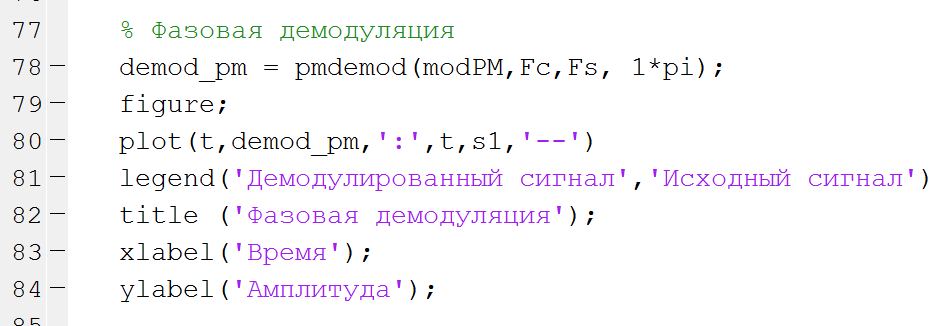 77 % Фазовая демодуляция
78 – demod_pm = pmdemod(modPM,Fc,Fs, 1*pi);
79 – figure;
80 – plot(t,demod_pm,':',t,s1,'--')
81 – legend('Демодулированный сигнал','Исходный сигнал')
82 – title ('Фазовая демодуляция');
83 – xlabel('Время');
84 – ylabel('Амплитуда');